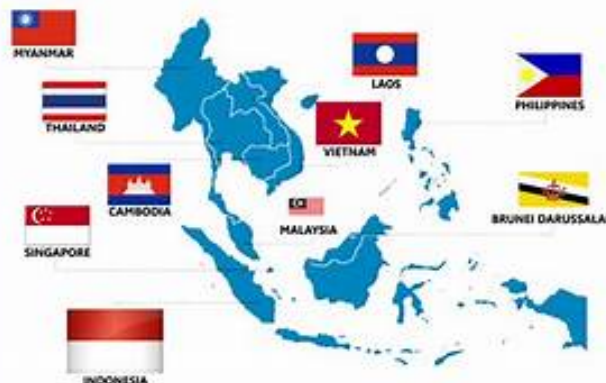 MYANMAR
LAOS
PHILIPPINES
THAILAND
VIETNAM
CAMBODIA
MALAYSIA
BRUNEI DARUSSALA
SINGAPORE
INDONESIA